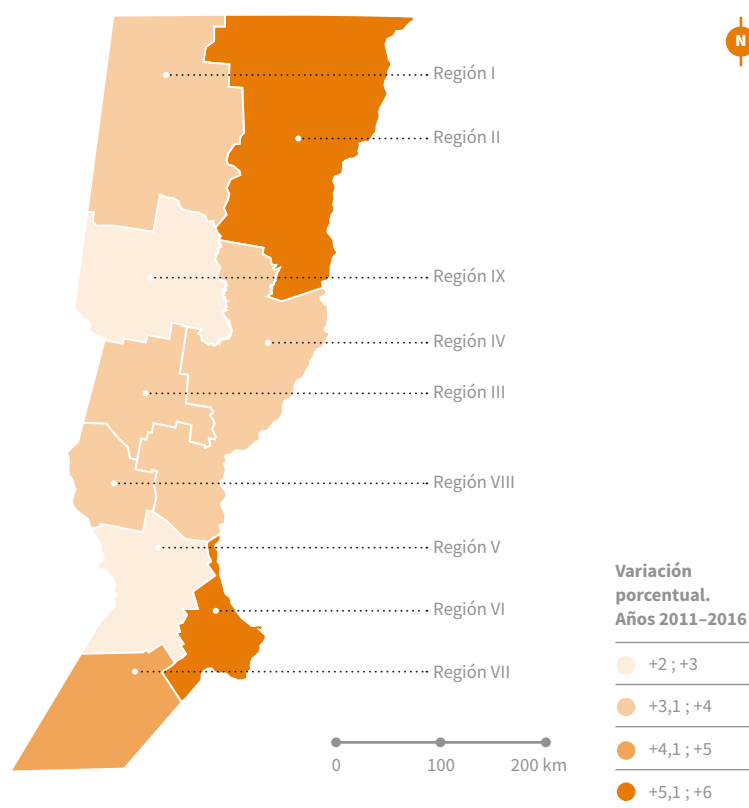 N
Región I
Región II
Región IX
Región IV
Región III
Región VIII
Región V
Región VI
Región VII
Variación
porcentual.
Años 2011–2016
+2 ; +3
+3,1 ; +4
+4,1 ; +5
+5,1 ; +6
0 100 200 km